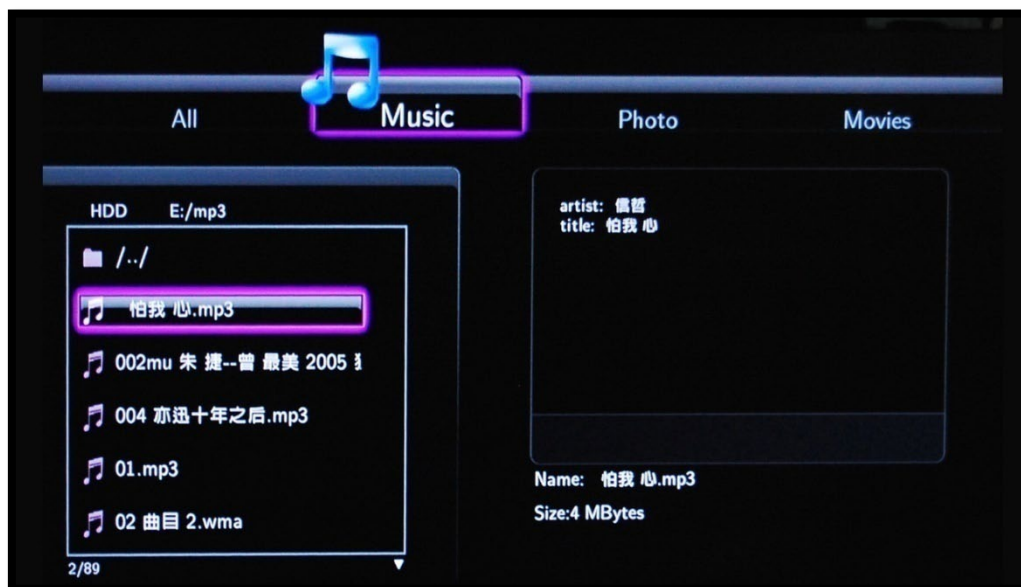 All Music Photo Movies
HDD E:/mp3
/../
怕我 心.mp3
002mu 朱 捷--曾 最美 2005
004 亦迅十年之后.mp3
01.mp3
02 曲目 2.wma
2/89
artist: 信哲
title: 怕我 心
Name: 怕我 心.mp3
Size:4 MBytes